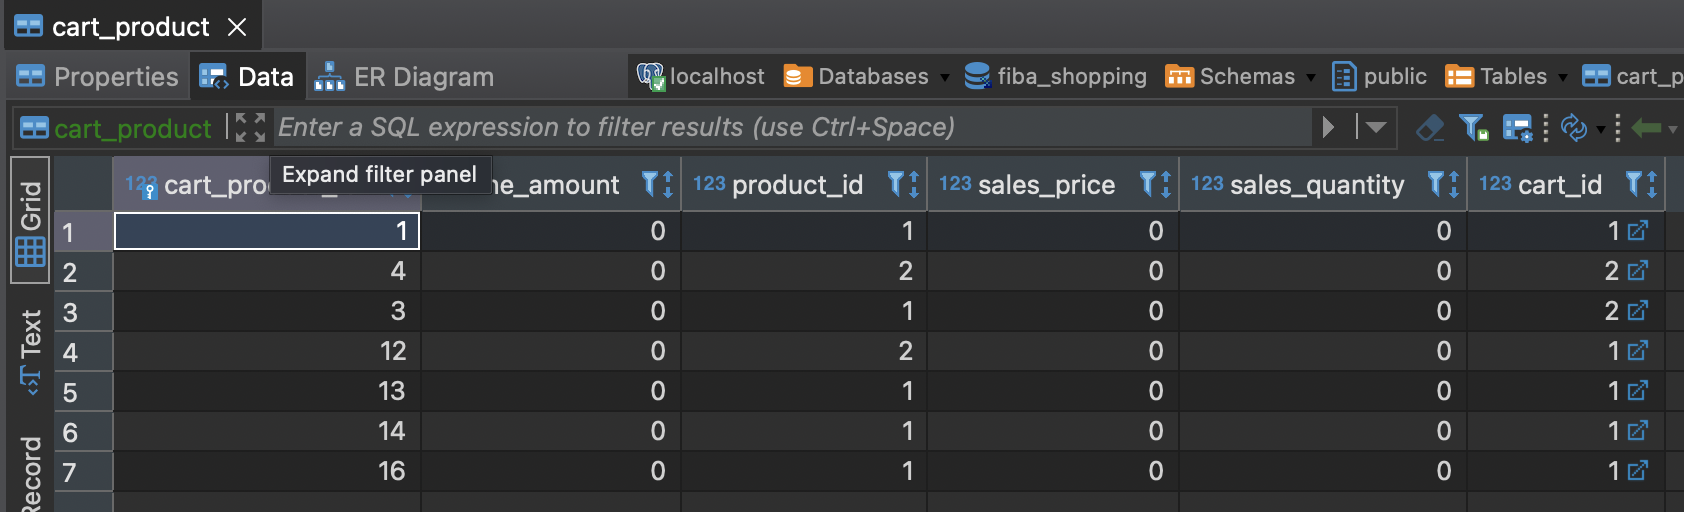 cart_product
Properties Data ER Diagram localhost Databases fiba_shopping Schemas public Tables cart_p
cart_product Enter a SQL expression to filter results (use Ctrl+Space)
Expand filter panel
123 cart_pro ne_amount 123 product_id 123 sales_price 123 sales_quantity 123 cart_id
1 1 0 1 0 0 1
2 4 0 2 0 0 2
3 3 0 1 0 0 2
4 12 0 2 0 0 1
5 13 0 1 0 0 1
6 14 0 1 0 0 1
7 16 0 1 0 0 1
Grid
Text
Record